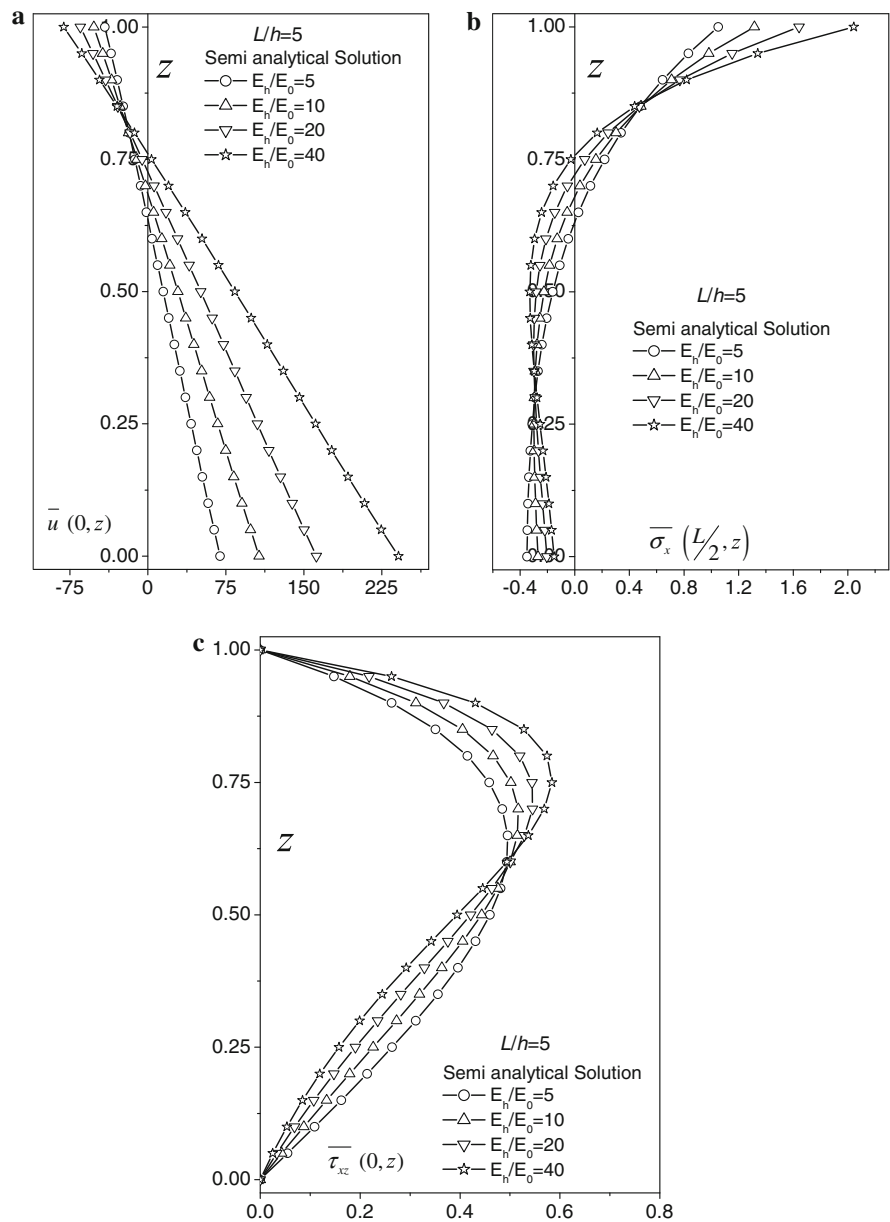 a
1.00
z
0.75
0.50
0.25
0.00
L/h=5
Semi analytical Solution
E_h/E_0=5
E_h/E_0=10
E_h/E_0=20
E_h/E_0=40
u̅ (0, z)
-75 0 75 150 225
b
1.00
z
0.75
L/h=5
Semi analytical Solution
E_h/E_0=5
E_h/E_0=10
E_h/E_0=20
E_h/E_0=40
σ_x̅ (L/2, z)
-0.4 0.0 0.4 0.8 1.2 1.6 2.0
c
1.00
0.75
z
0.50
0.25
0.00
L/h=5
Semi analytical Solution
E_h/E_0=5
E_h/E_0=10
E_h/E_0=20
E_h/E_0=40
τ_xz̅ (0, z)
0.0 0.2 0.4 0.6 0.8